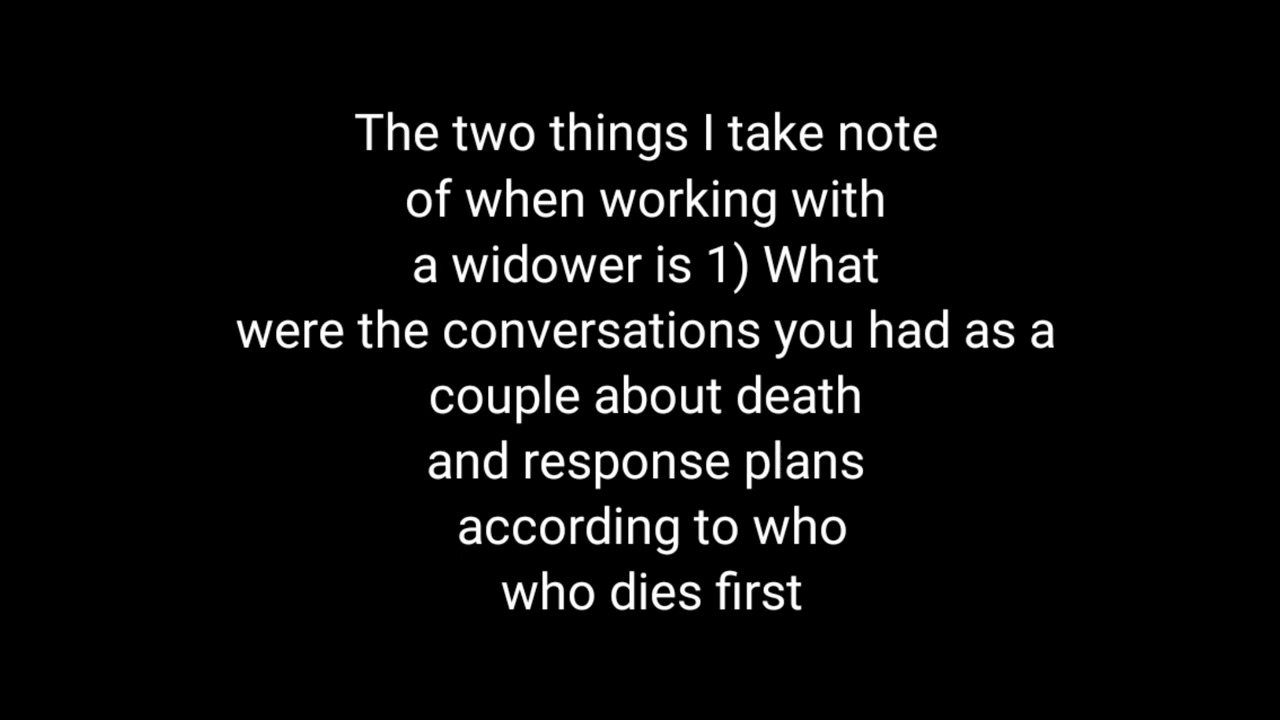 The two things I take note
of when working with
a widower is 1) What
were the conversations you had as a
couple about death
and response plans
according to who
who dies first